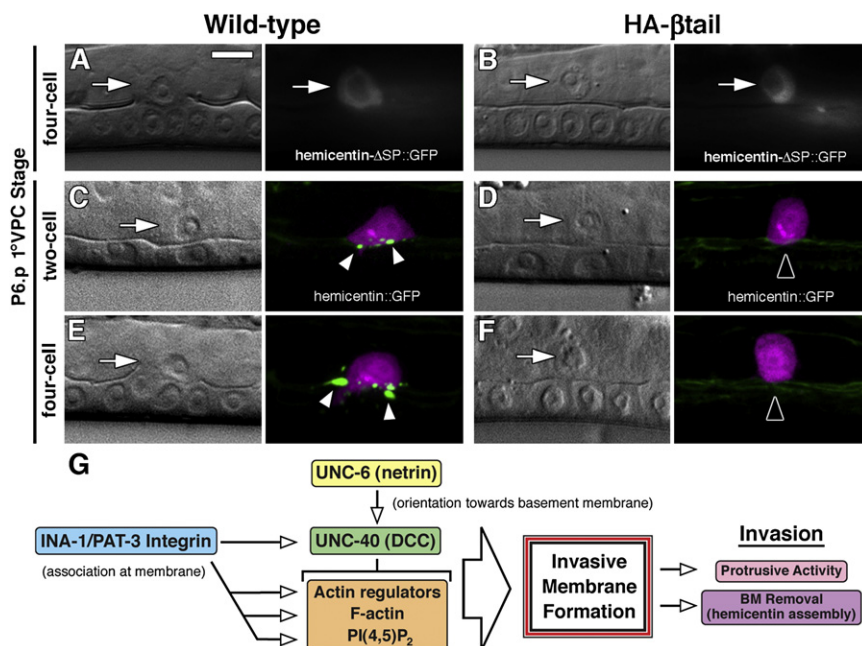 Wild-type
HA-βtail
P6.p 1°VPC Stage
four-cell
A
hemicentin-ΔSP::GFP
B
hemicentin-ΔSP::GFP
two-cell
C
hemicentin::GFP
D
hemicentin::GFP
four-cell
E
F
G
UNC-6 (netrin)
(orientation towards basement membrane)
INA-1/PAT-3 Integrin
(association at membrane)
UNC-40 (DCC)
Actin regulators
F-actin
PI(4,5)P₂
Invasive
Membrane
Formation
Invasion
Protrusive Activity
BM Removal
(hemicentin assembly)